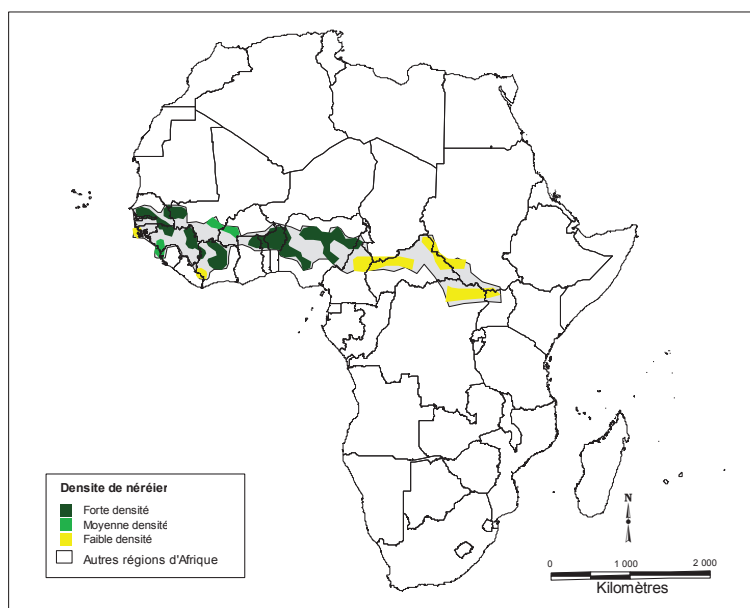 Densite de néréier
Forte densité
Moyenne densité
Faible densité
Autres régions d'Afrique
N
0 1 000 2 000
Kilomètres